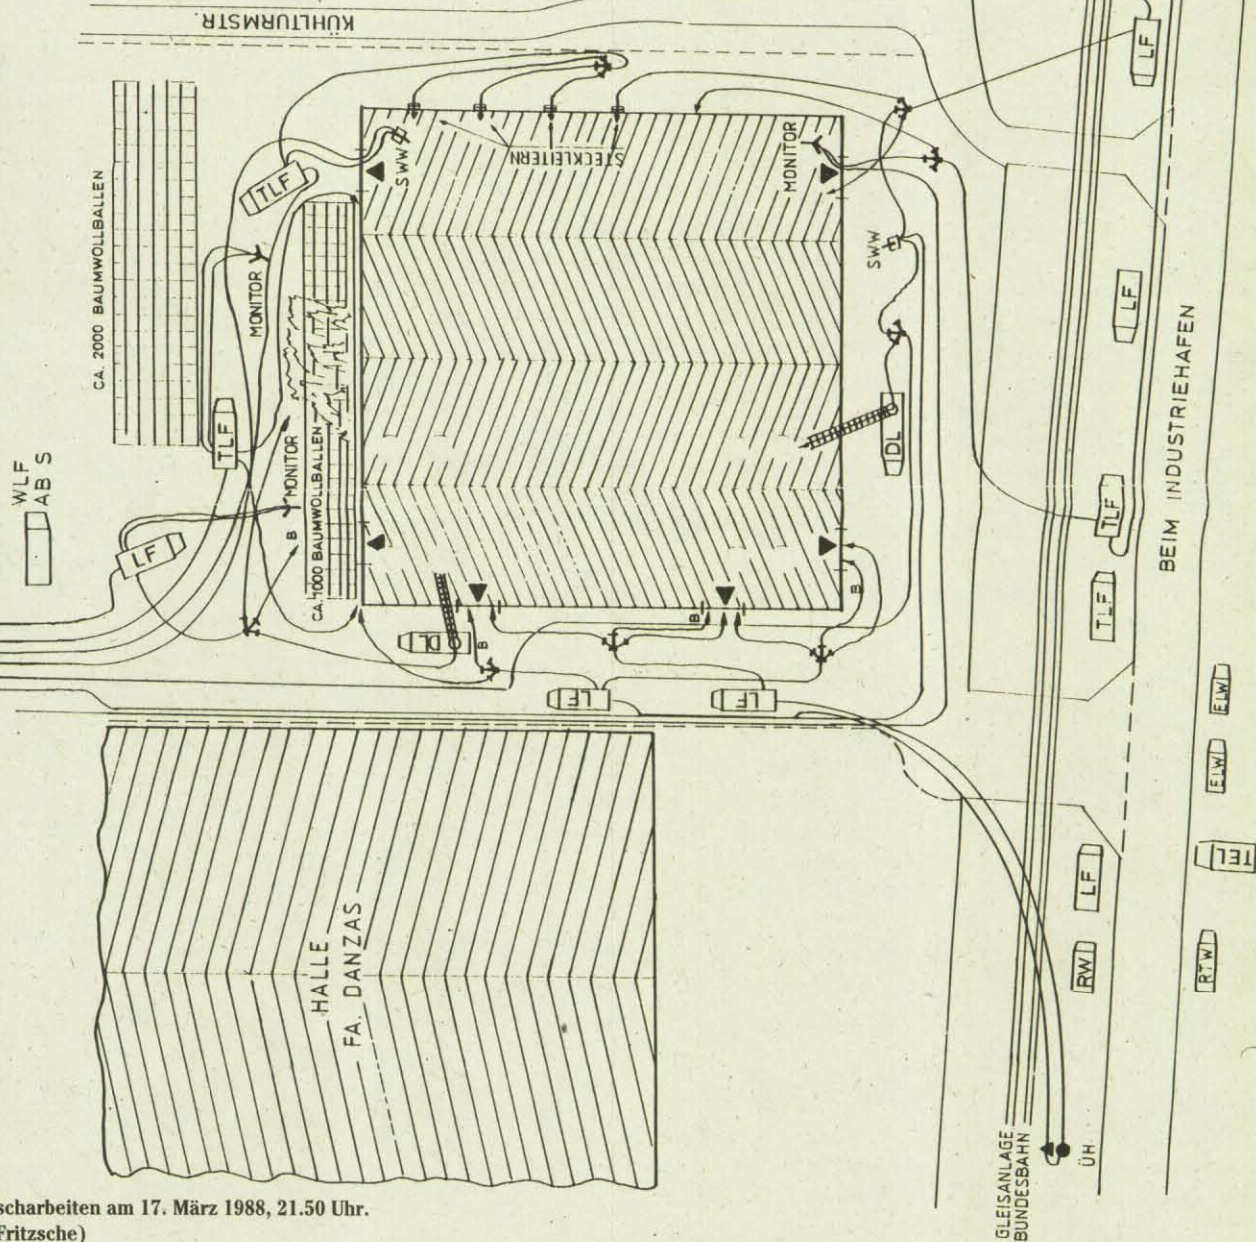 KÜHLTURMSTR.
LF
CA. 2000 BAUMWOLLBALLEN
TLF
SWW
STECKLEITERN
MONITOR
MONITOR
SWW
LF
TLF
WLF
AB S
MONITOR
B
LF
CA. 1000 BAUMWOLLBALLEN
DL
TLF
BEIM INDUSTRIEHAFEN
DL
B
B
B
TLF
LF
LF
ELW
ELW
HALLE
FA. DANZAS
LF
TEL
RW
RTW
GLEISANLAGE
BUNDESBAHN
ÜH
scharbeiten am 17. März 1988, 21.50 Uhr.
Fritzsche)